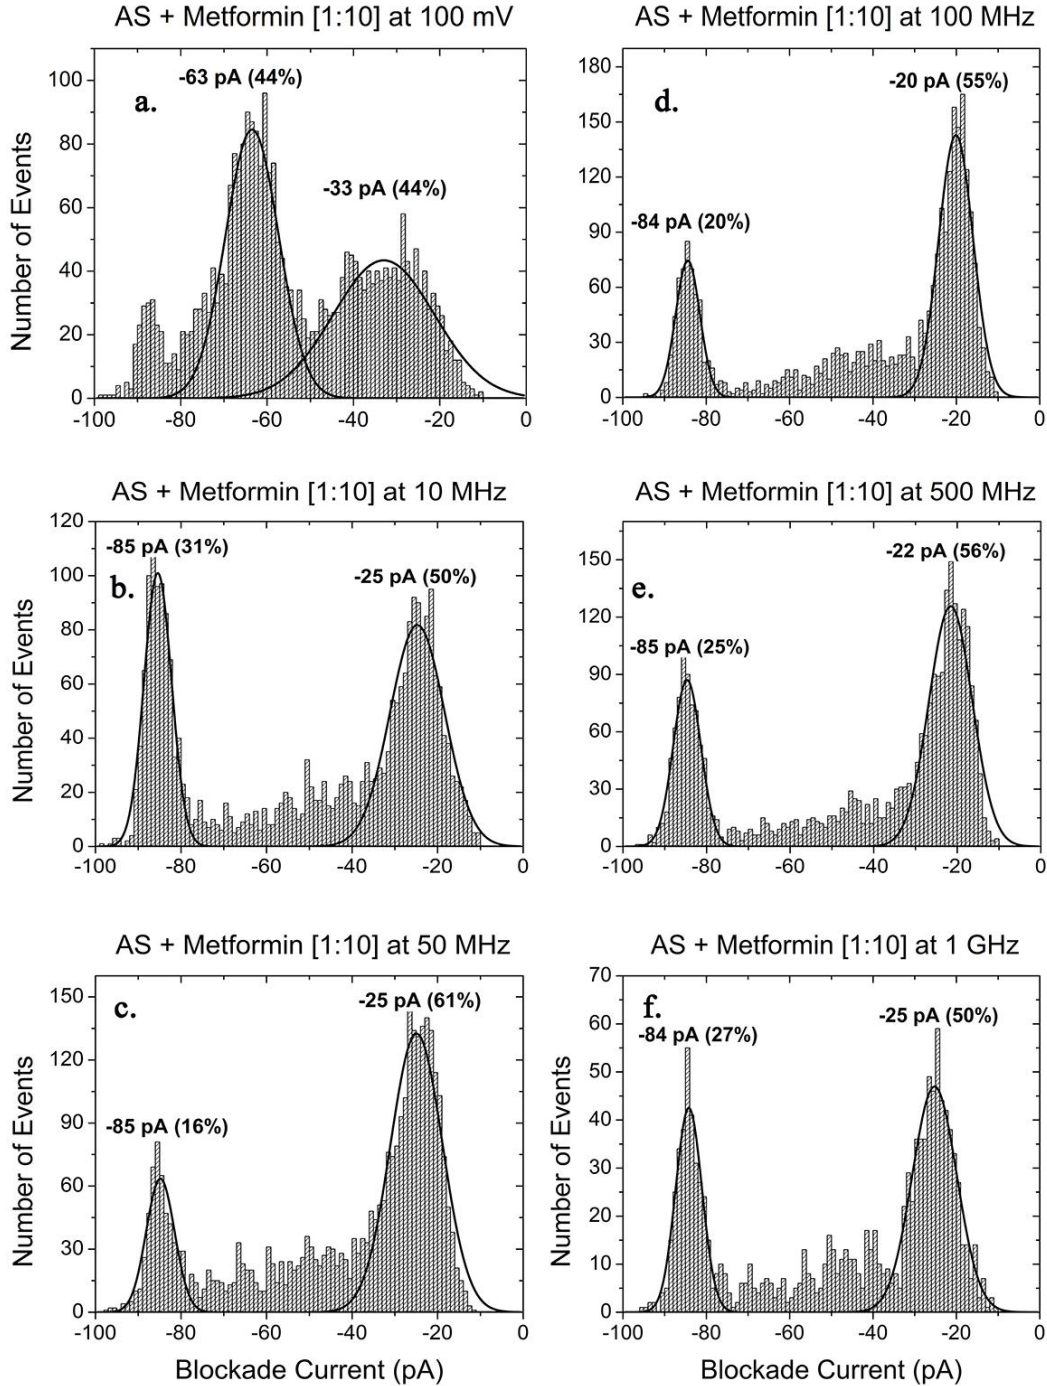 AS + Metformin [1:10] at 100 mV
-63 pA (44%)
-33 pA (44%)
a.
100
80
60
40
20
0
-100 -80 -60 -40 -20 0
Number of Events
AS + Metformin [1:10] at 100 MHz
-20 pA (55%)
-84 pA (20%)
d.
180
150
120
90
60
30
0
-100 -80 -60 -40 -20 0
AS + Metformin [1:10] at 10 MHz
-85 pA (31%)
-25 pA (50%)
b.
120
100
80
60
40
20
0
-100 -80 -60 -40 -20 0
Number of Events
AS + Metformin [1:10] at 500 MHz
-22 pA (56%)
-85 pA (25%)
e.
150
120
90
60
30
0
-100 -80 -60 -40 -20 0
AS + Metformin [1:10] at 50 MHz
-25 pA (61%)
-85 pA (16%)
c.
150
120
90
60
30
0
-100 -80 -60 -40 -20 0
Number of Events
Blockade Current (pA)
AS + Metformin [1:10] at 1 GHz
-25 pA (50%)
-84 pA (27%)
f.
70
60
50
40
30
20
10
0
-100 -80 -60 -40 -20 0
Number of Events
Blockade Current (pA)